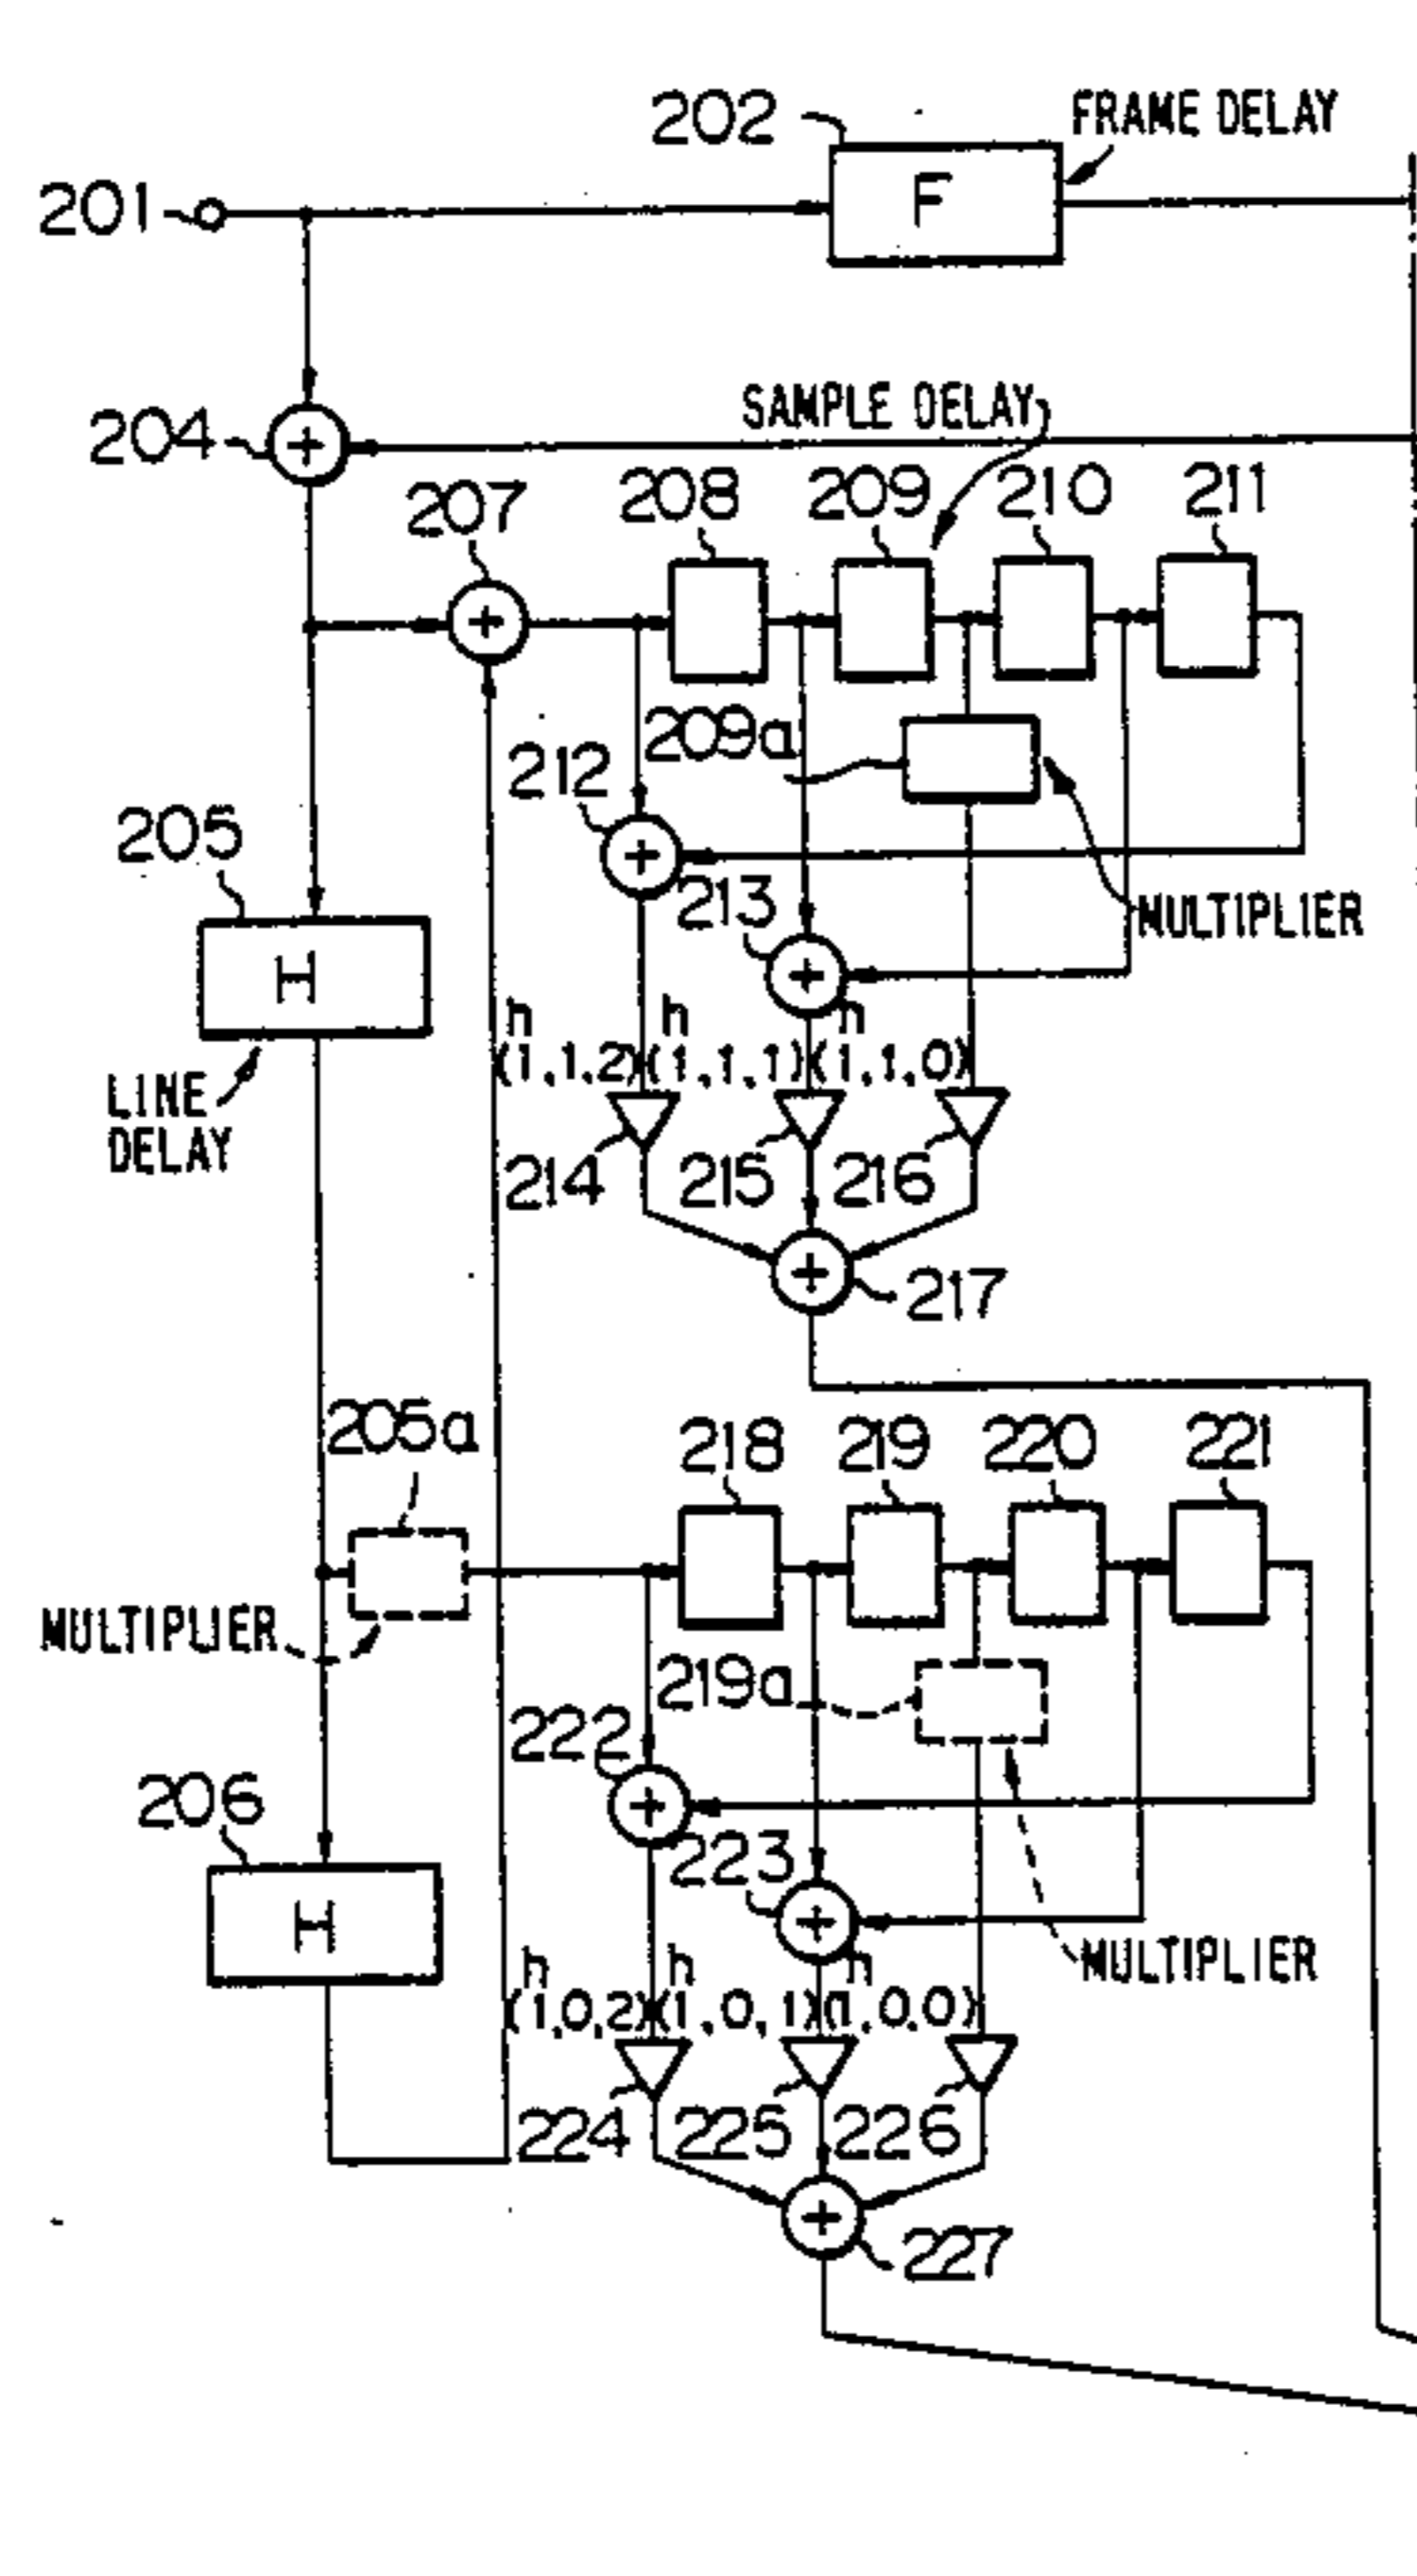 202
FRAME DELAY
201
F
204
SAMPLE DELAY
207
208
209
210
211
+
+
209a
212
205
+
213
MULTIPLIER
H
+
LINE
DELAY
h
(1,1,2)
h
(1,1,1)
h
(1,1,0)
214
215
216
+
217
205a
218
219
220
221
MULTIPLIER
219a
222
206
+
223
H
+
MULTIPLIER
h
(1,0,2)
h
(1,0,1)
h
(1,0,0)
224
225
226
+
227